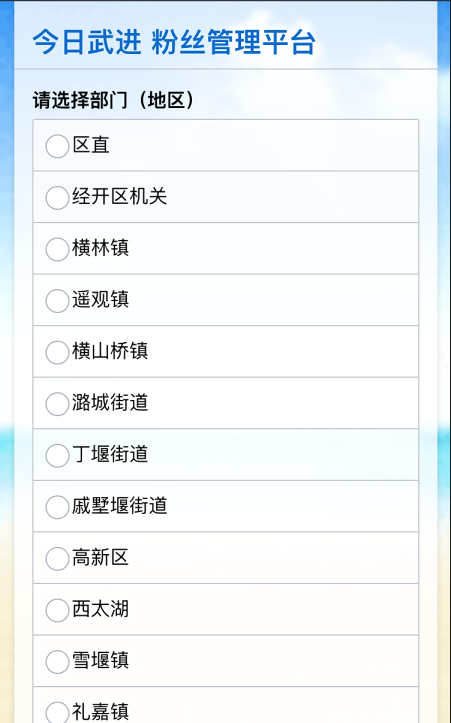 今日武进 粉丝管理平台
请选择部门（地区）
区直
经开区机关
横林镇
遥观镇
横山桥镇
潞城街道
丁堰街道
戚墅堰街道
高新区
西太湖
雪堰镇
礼嘉镇